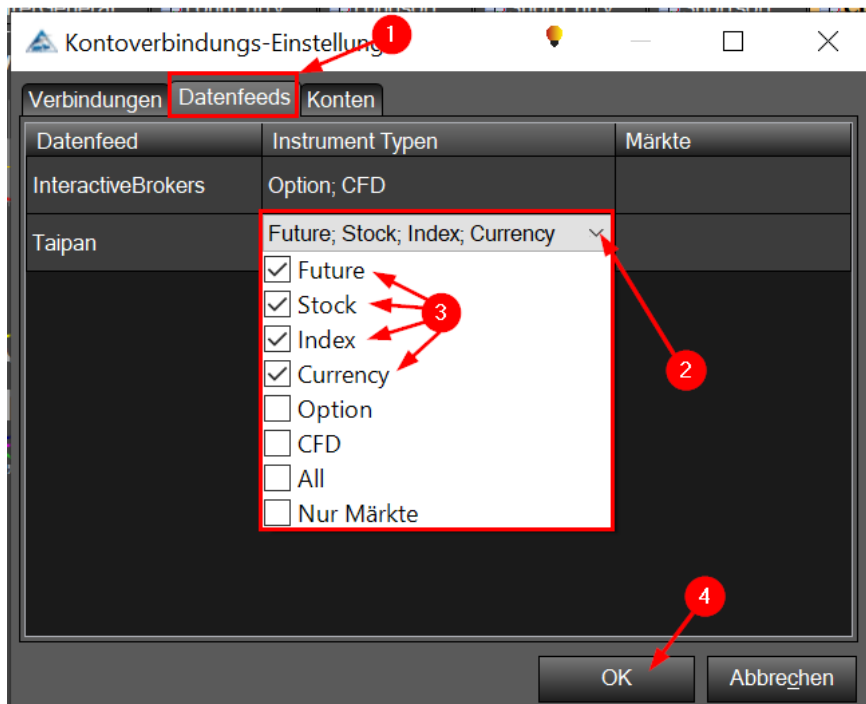 Kontoverbindungs-Einstellung
1
Verbindungen Datenfeeds Konten
Datenfeed Instrument Typen Märkte
InteractiveBrokers Option; CFD
Taipan Future; Stock; Index; Currency
Future
Stock
3
Index
Currency
2
Option
CFD
All
Nur Märkte
4
OK Abbrechen